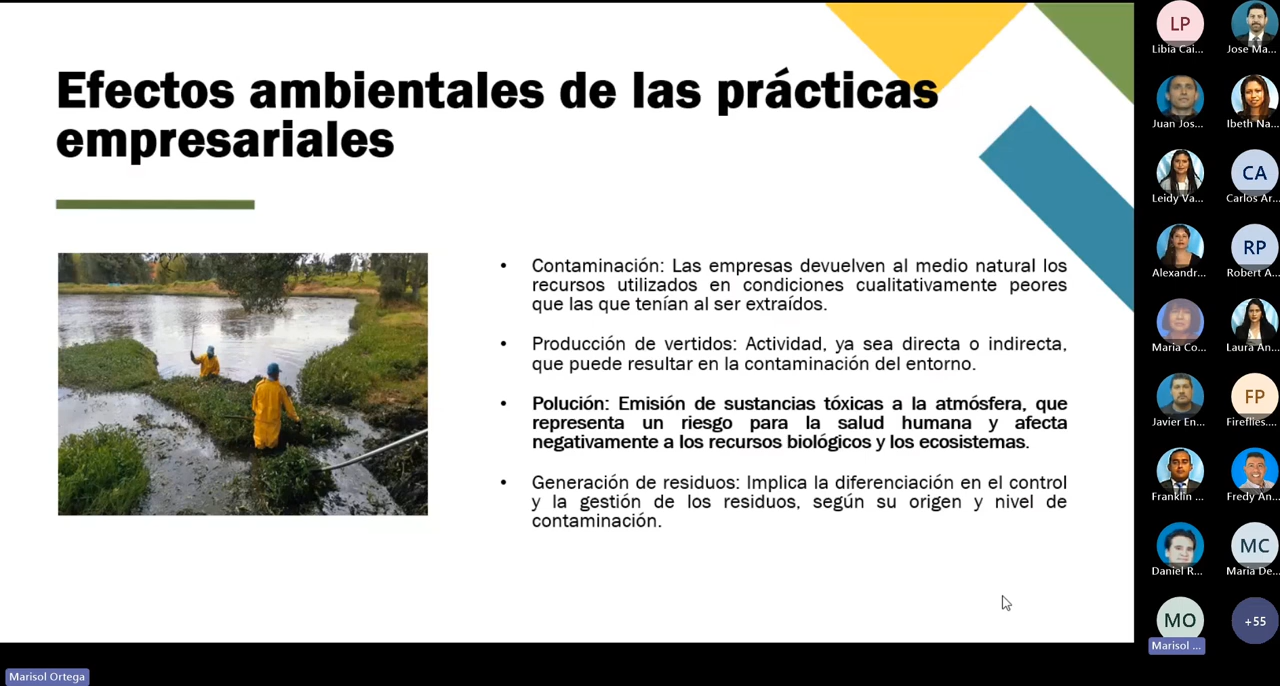 Efectos ambientales de las prácticas
empresariales
• Contaminación: Las empresas devuelven al medio natural los
recursos utilizados en condiciones cualitativamente peores
que las que tenían al ser extraídos.
• Producción de vertidos: Actividad, ya sea directa o indirecta,
que puede resultar en la contaminación del entorno.
• Polución: Emisión de sustancias tóxicas a la atmósfera, que
representa un riesgo para la salud humana y afecta
negativamente a los recursos biológicos y los ecosistemas.
• Generación de residuos: Implica la diferenciación en el control
y la gestión de los residuos, según su origen y nivel de
contaminación.
LP
Libia Cai...
Jose Ma...
Juan Jos...
Ibeth Na...
Leidy Va...
CA
Carlos Ar...
Alexandr...
RP
Robert A...
Maria Co...
Laura An...
Javier En...
FP
Fireflies....
Franklin ...
Fredy An...
Daniel R...
MC
Maria De...
MO
Marisol ...
+55
Marisol Ortega